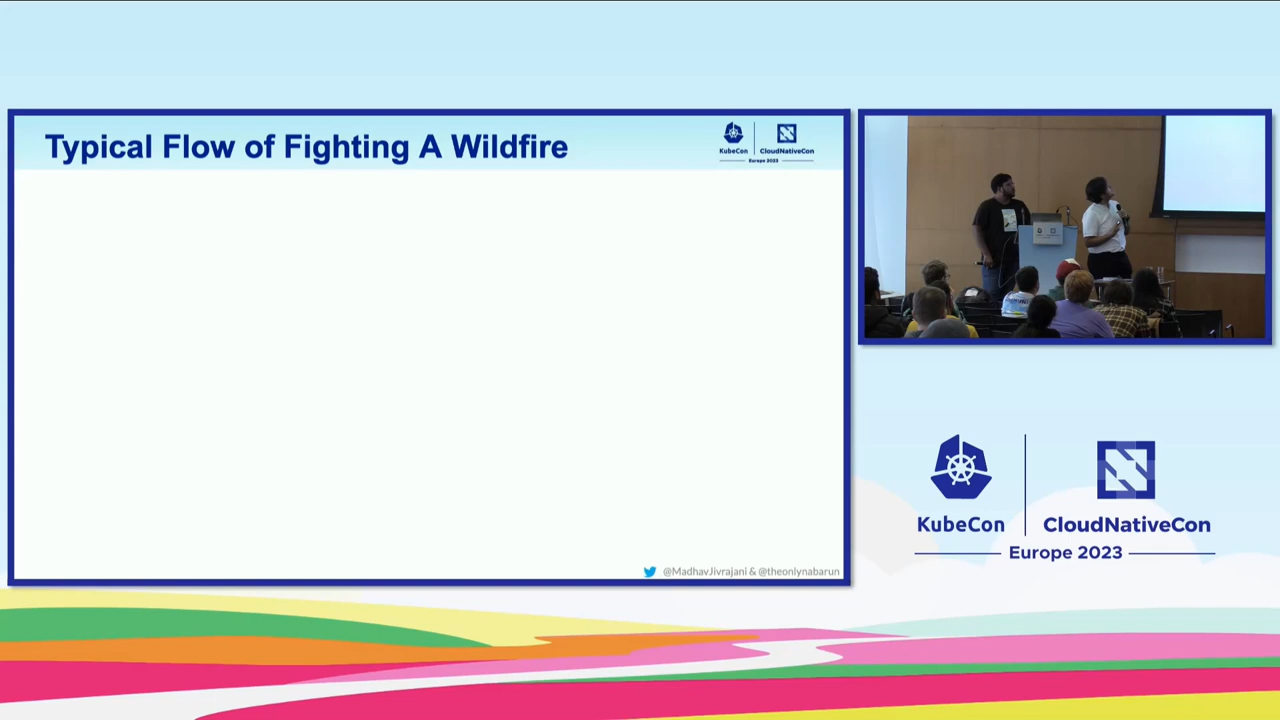 Typical Flow of Fighting A Wildfire
KubeCon
CloudNativeCon
Europe 2023
@MadhavJivrajani & @theonlynabarun
KubeCon
CloudNativeCon
Europe 2023